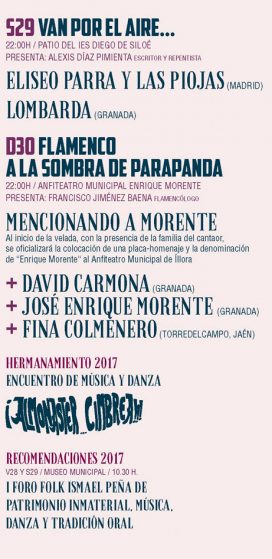 S29 VAN POR EL AIRE...
22:00H / PATIO DEL IES DIEGO DE SILOÉ
PRESENTA: ALEXIS DÍAZ PIMIENTA ESCRITOR Y REPENTISTA
ELISEO PARRA Y LAS PIOJAS (MADRID)
LOMBARDA (GRANADA)
D30 FLAMENCO
A LA SOMBRA DE PARAPANDA
22:00H / ANFITEATRO MUNICIPAL ENRIQUE MORENTE
PRESENTA: FRANCISCO JIMÉNEZ BAENA FLAMENCÓLOGO
MENCIONANDO A MORENTE
Al inicio de la velada, con la presencia de la familia del cantaor,
se oficializará la colocación de una placa-homenaje y la denominación
de "Enrique Morente" al Anfiteatro Municipal de Íllora
+ DAVID CARMONA (GRANADA)
+ JOSÉ ENRIQUE MORENTE (GRANADA)
+ FINA COLMENERO (TORREDELCAMPO, JAÉN)
HERMANAMIENTO 2017
ENCUENTRO DE MÚSICA Y DANZA
¡ALMONASTER... CIMBREA!
RECOMENDACIONES 2017
V28 Y S29 / MUSEO MUNICIPAL / 10.30 H.
I FORO FOLK ISMAEL PEÑA DE
PATRIMONIO INMATERIAL, MÚSICA,
DANZA Y TRADICIÓN ORAL